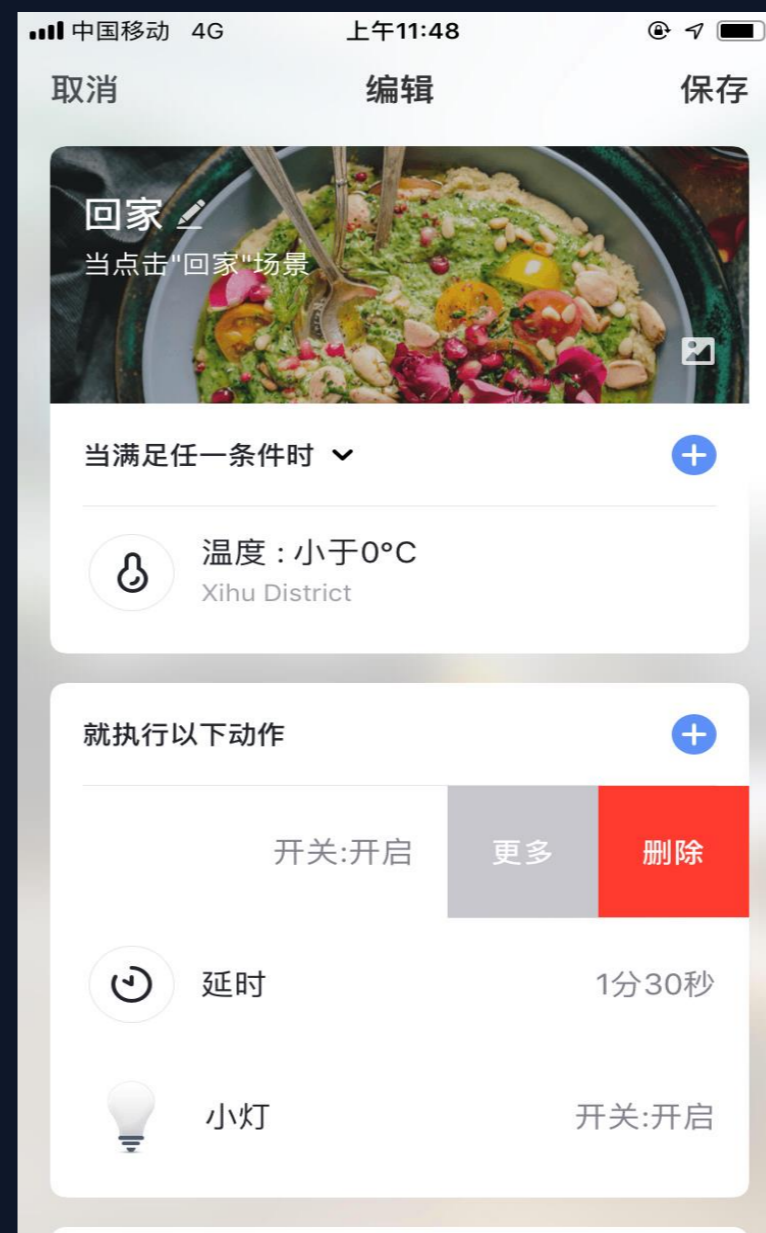 中国移动 4G 上午11:48
取消 编辑 保存
回家
当点击"回家"场景
当满足任一条件时
温度:小于0°C
Xihu District
就执行以下动作
开关:开启 更多 删除
延时 1分30秒
小灯 开关:开启